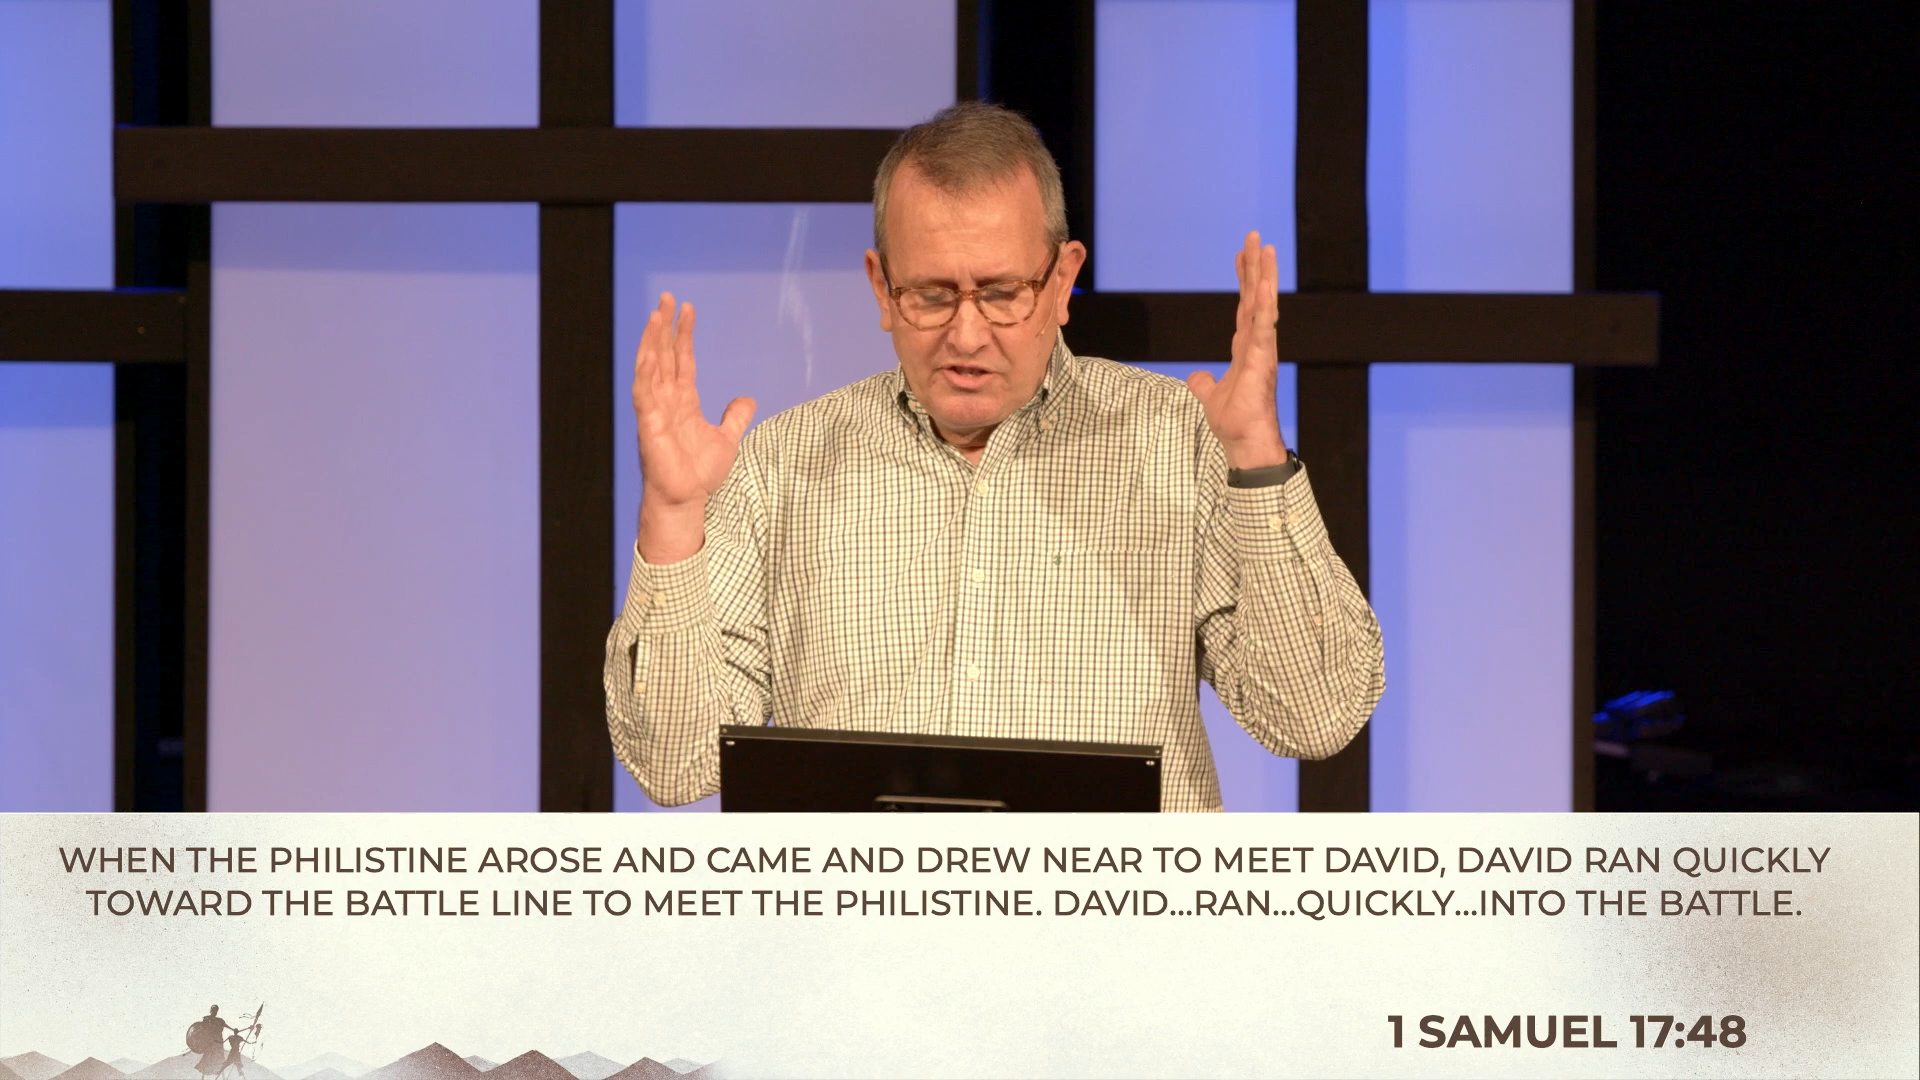 WHEN THE PHILISTINE AROSE AND CAME AND DREW NEAR TO MEET DAVID, DAVID RAN QUICKLY
TOWARD THE BATTLE LINE TO MEET THE PHILISTINE. DAVID...RAN...QUICKLY...INTO THE BATTLE.
1 SAMUEL 17:48